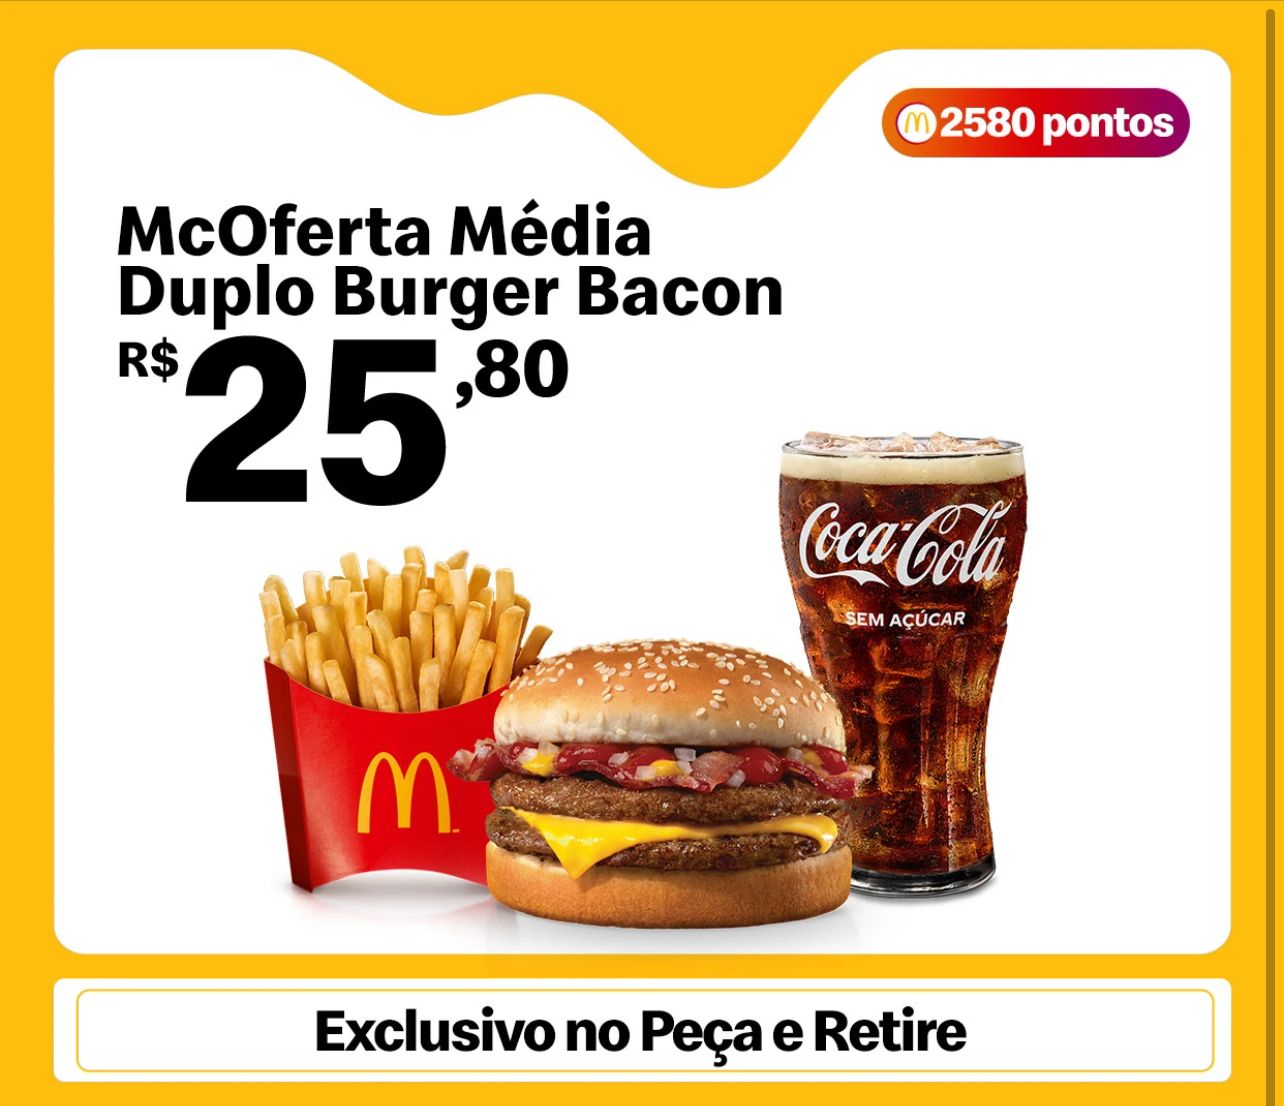 2580 pontos
McOferta Média
Duplo Burger Bacon
R$ 25,80
Coca-Cola
SEM AÇÚCAR
Exclusivo no Peça e Retire